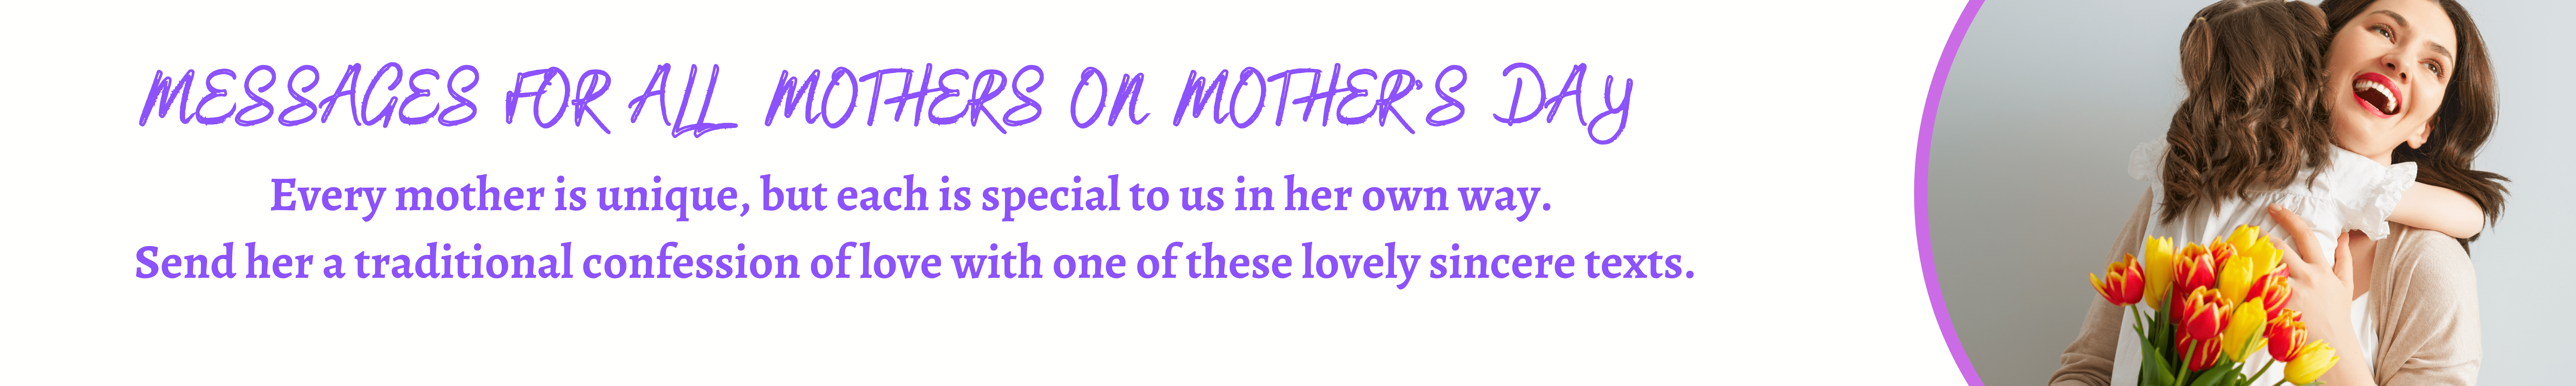 MESSAGES FOR ALL MOTHERS ON MOTHER'S DAY
Every mother is unique, but each is special to us in her own way.
Send her a traditional confession of love with one of these lovely sincere texts.